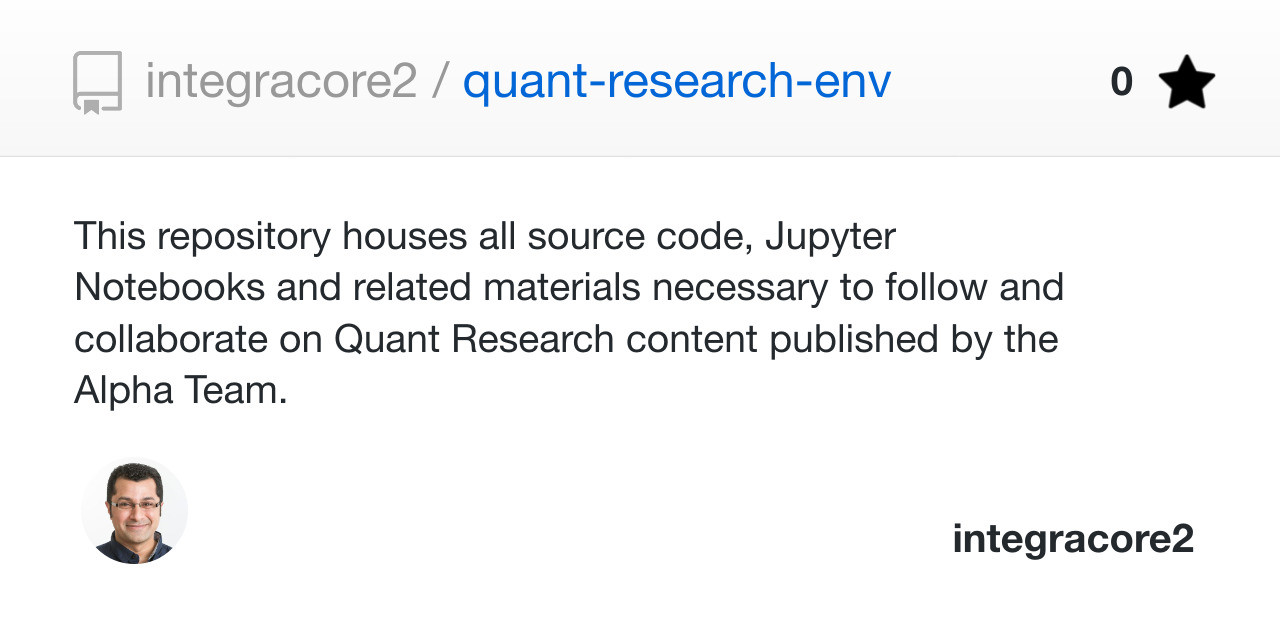 integracore2 / quant-research-env 0
This repository houses all source code, Jupyter
Notebooks and related materials necessary to follow and
collaborate on Quant Research content published by the
Alpha Team.
integracore2